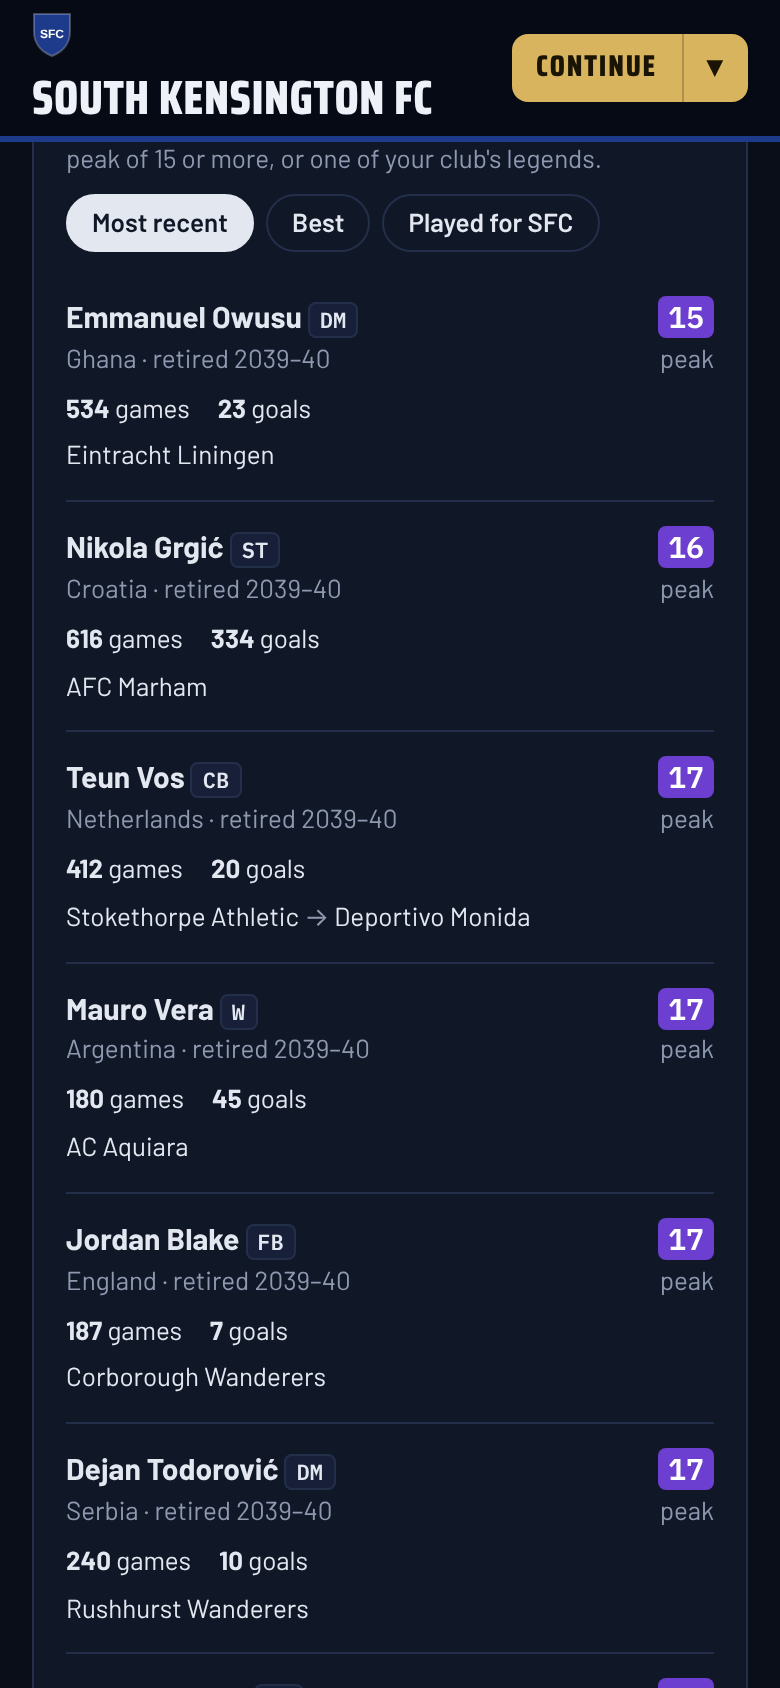 SFC
SOUTH KENSINGTON FC
CONTINUE ▼
peak of 15 or more, or one of your club's legends.
Most recent Best Played for SFC
Emmanuel Owusu DM 15
Ghana · retired 2039–40 peak
534 games 23 goals
Eintracht Liningen
Nikola Grgić ST 16
Croatia · retired 2039–40 peak
616 games 334 goals
AFC Marham
Teun Vos CB 17
Netherlands · retired 2039–40 peak
412 games 20 goals
Stokethorpe Athletic → Deportivo Monida
Mauro Vera W 17
Argentina · retired 2039–40 peak
180 games 45 goals
AC Aquiara
Jordan Blake FB 17
England · retired 2039–40 peak
187 games 7 goals
Corborough Wanderers
Dejan Todorović DM 17
Serbia · retired 2039–40 peak
240 games 10 goals
Rushhurst Wanderers